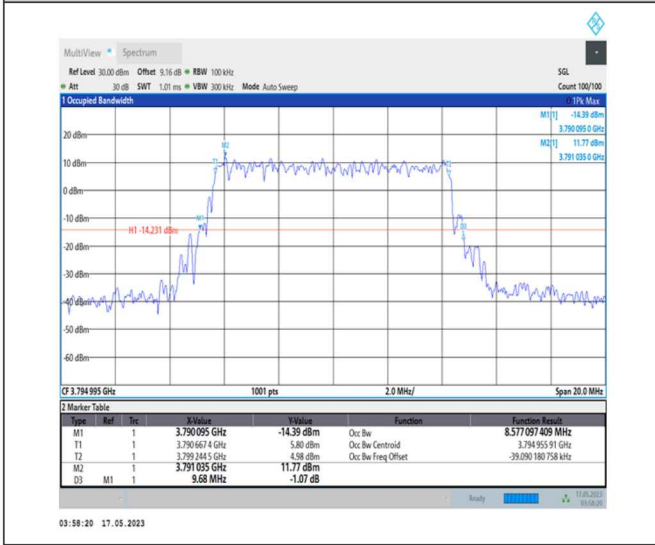 MultiView Spectrum
Ref Level 30.00 dBm Offset 9.16 dB RBW 100 kHz SGL
Att 30 dB SWT 1.01 ms VBW 300 kHz Mode Auto Sweep Count 100/100
1 Occupied Bandwidth 1Pk Max
M1[1] -14.39 dBm
3.790 095 0 GHz
M2[1] 11.77 dBm
3.791 035 0 GHz
20 dBm
M2
T1 T2
10 dBm
0 dBm
-10 dBm
M1
D3
H1 -14.231 dBm
-20 dBm
-30 dBm
-40 dBm
-50 dBm
-60 dBm
CF 3.794 995 GHz 1001 pts 2.0 MHz/ Span 20.0 MHz
2 Marker Table
Type Ref Trc X-Value Y-Value Function Function Result
M1 1 3.790 095 GHz -14.39 dBm Occ Bw 8.577 097 409 MHz
T1 1 3.790 667 4 GHz 5.80 dBm Occ Bw Centroid 3.794 955 91 GHz
T2 1 3.799 244 5 GHz 4.98 dBm Occ Bw Freq Offset -39.090 180 758 kHz
M2 1 3.791 035 GHz 11.77 dBm
D3 M1 1 9.68 MHz -1.07 dB
Ready 17.05.2023
03:58:20
03:58:20 17.05.2023